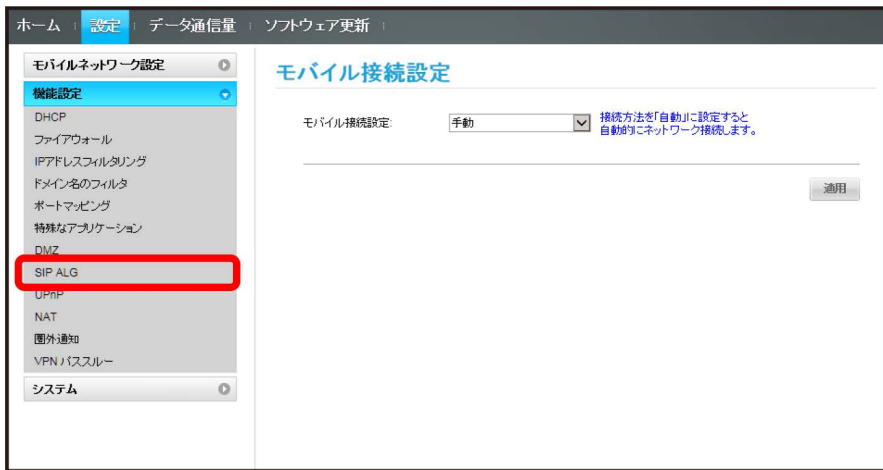 ホーム 設定 データ通信量 ソフトウェア更新
モバイルネットワーク設定
機能設定
DHCP
ファイアウォール
IPアドレスフィルタリング
ドメイン名のフィルタ
ポートマッピング
特殊なアプリケーション
DMZ
SIP ALG
UPnP
NAT
圏外通知
VPN パススルー
システム
モバイル接続設定
モバイル接続設定: 手動
接続方法を「自動」に設定すると
自動的にネットワーク接続します。
適用